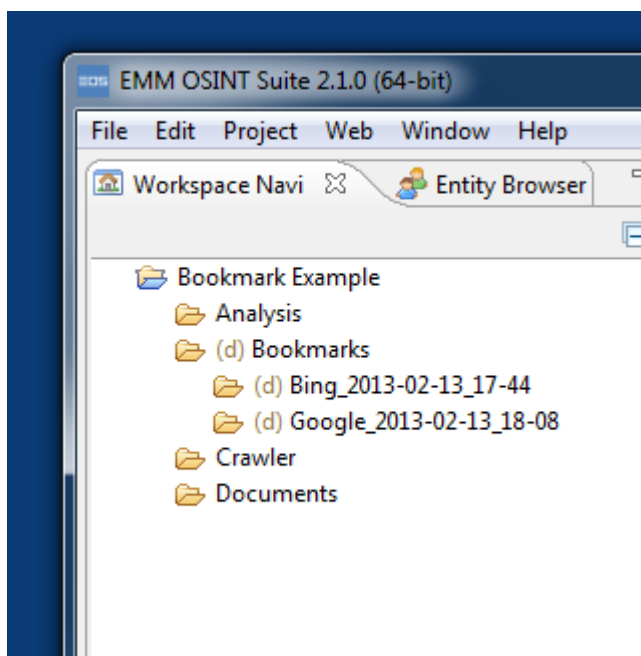 EOS EMM OSINT Suite 2.1.0 (64-bit)
File Edit Project Web Window Help
Workspace Navi Entity Browser
Bookmark Example
Analysis
(d) Bookmarks
(d) Bing_2013-02-13_17-44
(d) Google_2013-02-13_18-08
Crawler
Documents